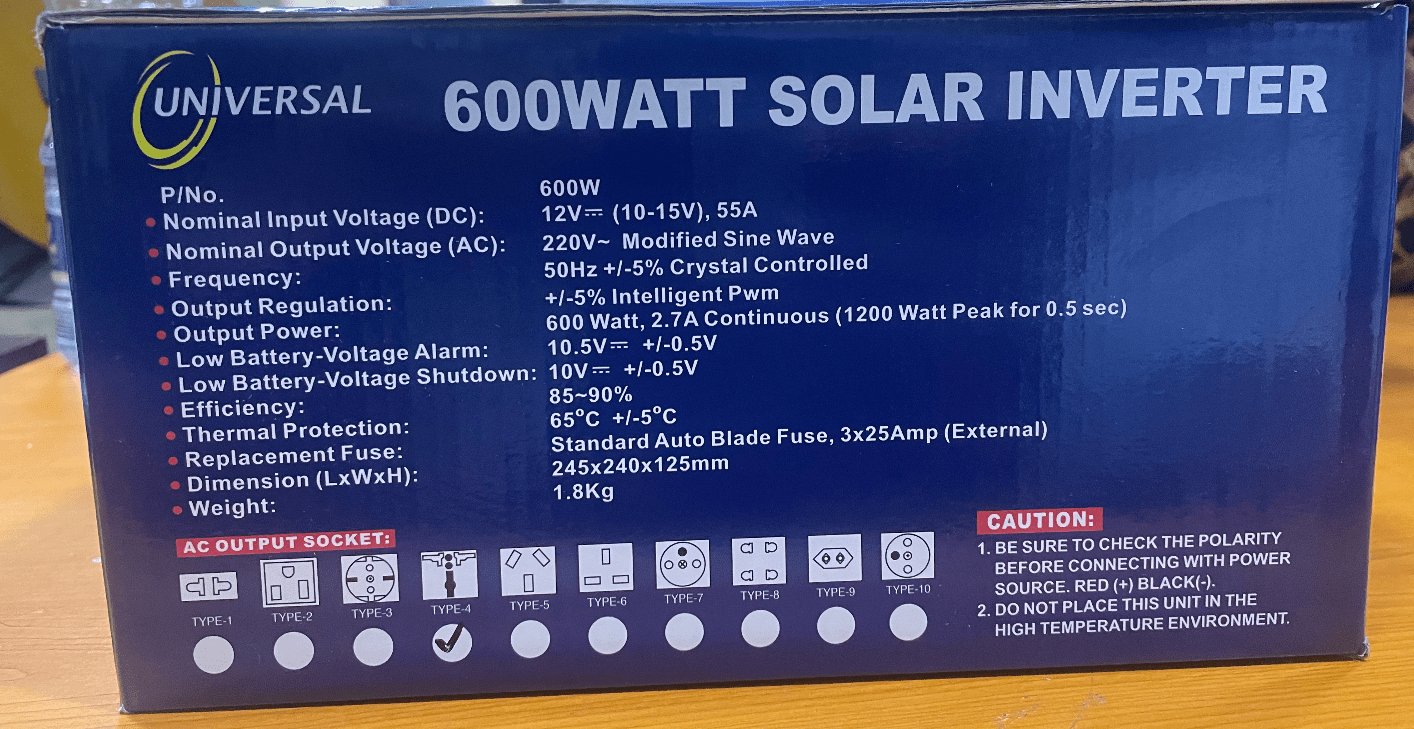 UNIVERSAL 600WATT SOLAR INVERTER
P/No. 600W
• Nominal Input Voltage (DC): 12V⎓ (10-15V), 55A
• Nominal Output Voltage (AC): 220V~ Modified Sine Wave
• Frequency: 50Hz +/-5% Crystal Controlled
• Output Regulation: +/-5% Intelligent Pwm
• Output Power: 600 Watt, 2.7A Continuous (1200 Watt Peak for 0.5 sec)
• Low Battery-Voltage Alarm: 10.5V⎓ +/-0.5V
• Low Battery-Voltage Shutdown: 10V⎓ +/-0.5V
• Efficiency: 85~90%
• Thermal Protection: 65°C +/-5°C
• Replacement Fuse: Standard Auto Blade Fuse, 3x25Amp (External)
• Dimension (LxWxH): 245x240x125mm
• Weight: 1.8Kg
AC OUTPUT SOCKET:
TYPE-1 TYPE-2 TYPE-3 TYPE-4 TYPE-5 TYPE-6 TYPE-7 TYPE-8 TYPE-9 TYPE-10
CAUTION:
1. BE SURE TO CHECK THE POLARITY
BEFORE CONNECTING WITH POWER
SOURCE. RED (+) BLACK(-).
2. DO NOT PLACE THIS UNIT IN THE
HIGH TEMPERATURE ENVIRONMENT.